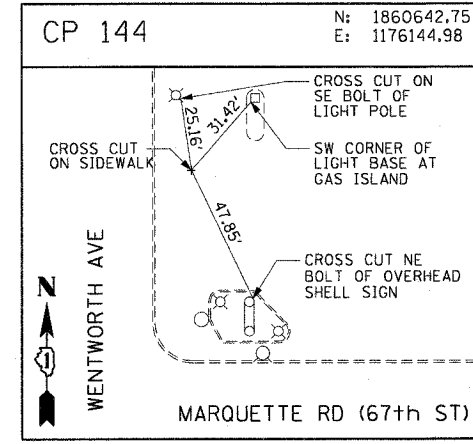 CP 144
N: 1860642.75
E: 1176144.98
CROSS CUT ON
SE BOLT OF
LIGHT POLE
25.16'
31.42'
CROSS CUT
ON SIDEWALK
SW CORNER OF
LIGHT BASE AT
GAS ISLAND
47.85'
CROSS CUT NE
BOLT OF OVERHEAD
SHELL SIGN
WENTWORTH AVE
N
MARQUETTE RD (67th ST)